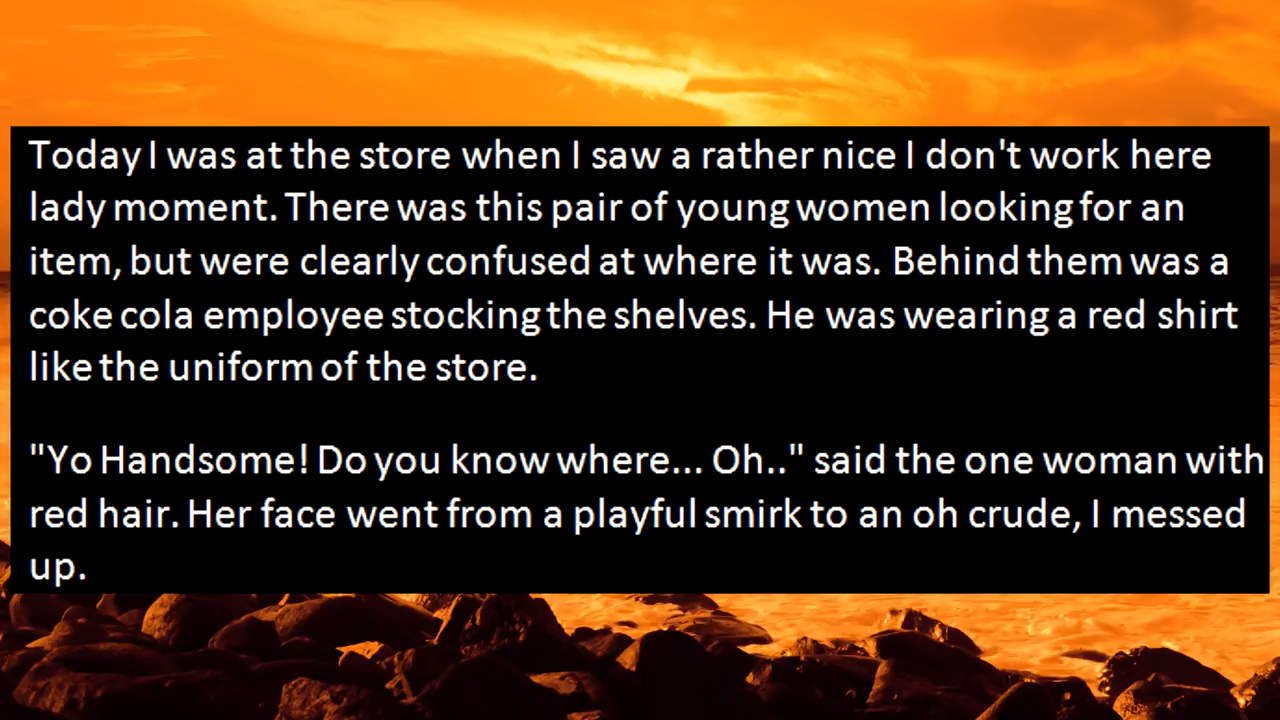 Today I was at the store when I saw a rather nice I don't work here
lady moment. There was this pair of young women looking for an
item, but were clearly confused at where it was. Behind them was a
coke cola employee stocking the shelves. He was wearing a red shirt
like the uniform of the store.
"Yo Handsome! Do you know where... Oh.." said the one woman with
red hair. Her face went from a playful smirk to an oh crude, I messed
up.